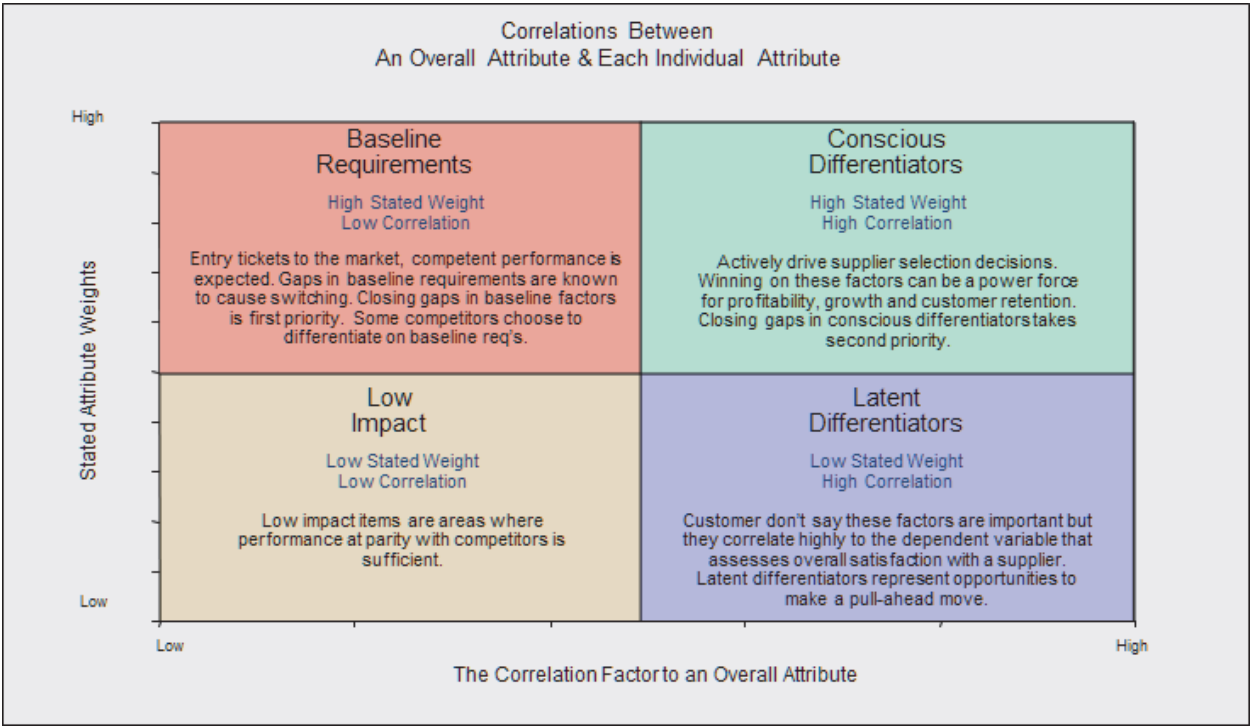 Correlations Between
An Overall Attribute & Each Individual Attribute
High
Baseline
Requirements
High Stated Weight
Low Correlation
Entry tickets to the market, competent performance is
expected. Gaps in baseline requirements are known
to cause switching. Closing gaps in baseline factors
is first priority. Some competitors choose to
differentiate on baseline req's.
Conscious
Differentiators
High Stated Weight
High Correlation
Actively drive supplier selection decisions.
Winning on these factors can be a power force
for profitability, growth and customer retention.
Closing gaps in conscious differentiators takes
second priority.
Stated Attribute Weights
Low
Impact
Low Stated Weight
Low Correlation
Low impact items are areas where
performance at parity with competitors is
sufficient.
Latent
Differentiators
Low Stated Weight
High Correlation
Customer don't say these factors are important but
they correlate highly to the dependent variable that
assesses overall satisfaction with a supplier.
Latent differentiators represent opportunities to
make a pull-ahead move.
Low
Low
High
The Correlation Factor to an Overall Attribute